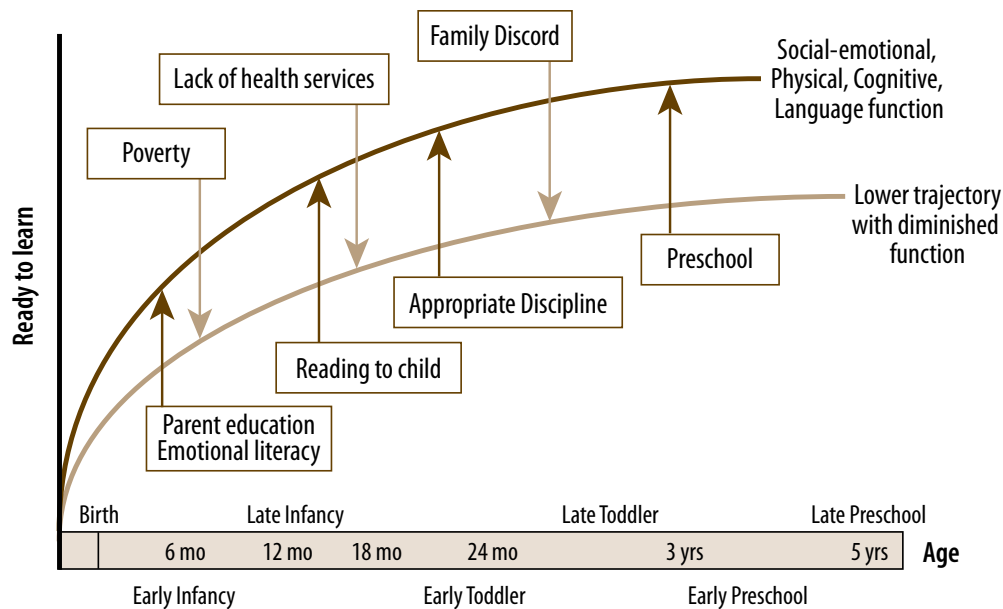 Family Discord
Lack of health services
Social-emotional,
Physical, Cognitive,
Language function
Poverty
Ready to learn
Lower trajectory
with diminished
function
Preschool
Appropriate Discipline
Reading to child
Parent education
Emotional literacy
Birth
Late Infancy
Late Toddler
Late Preschool
6 mo
12 mo
18 mo
24 mo
3 yrs
5 yrs
Age
Early Infancy
Early Toddler
Early Preschool